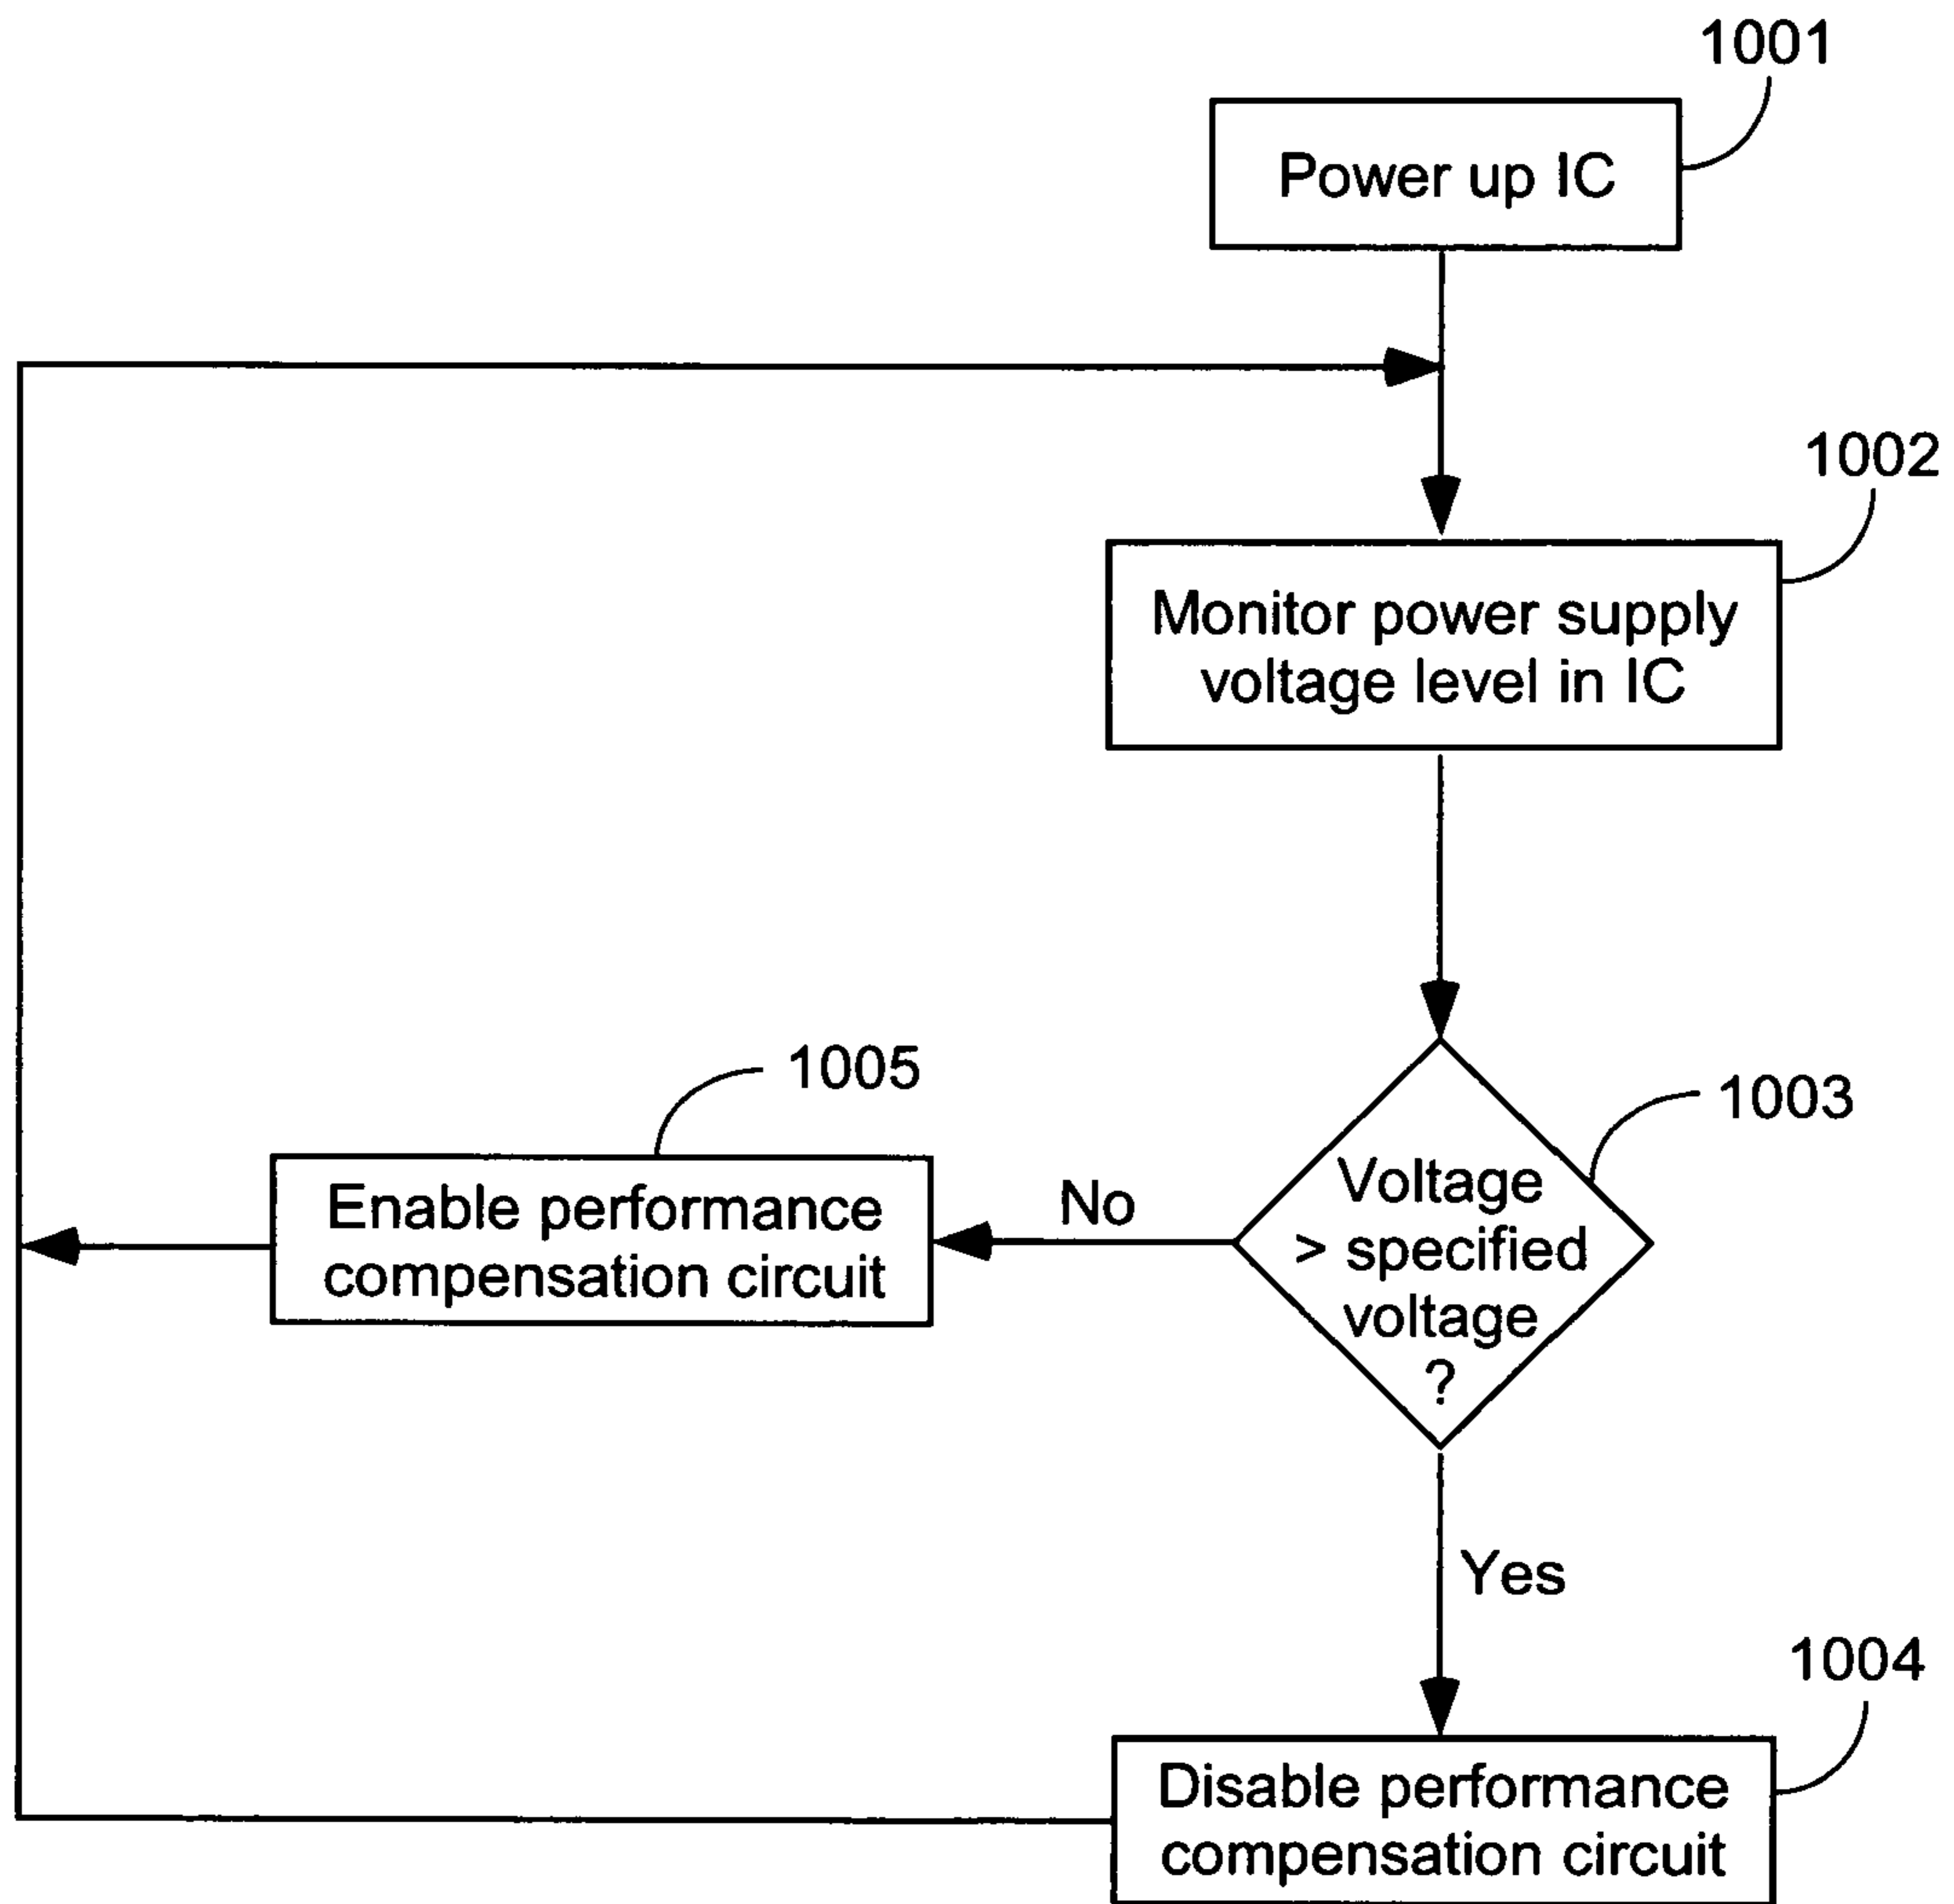 1001
Power up IC
1002
Monitor power supply
voltage level in IC
1005
1003
Enable performance
compensation circuit
No
Voltage
> specified
voltage
?
Yes
1004
Disable performance
compensation circuit